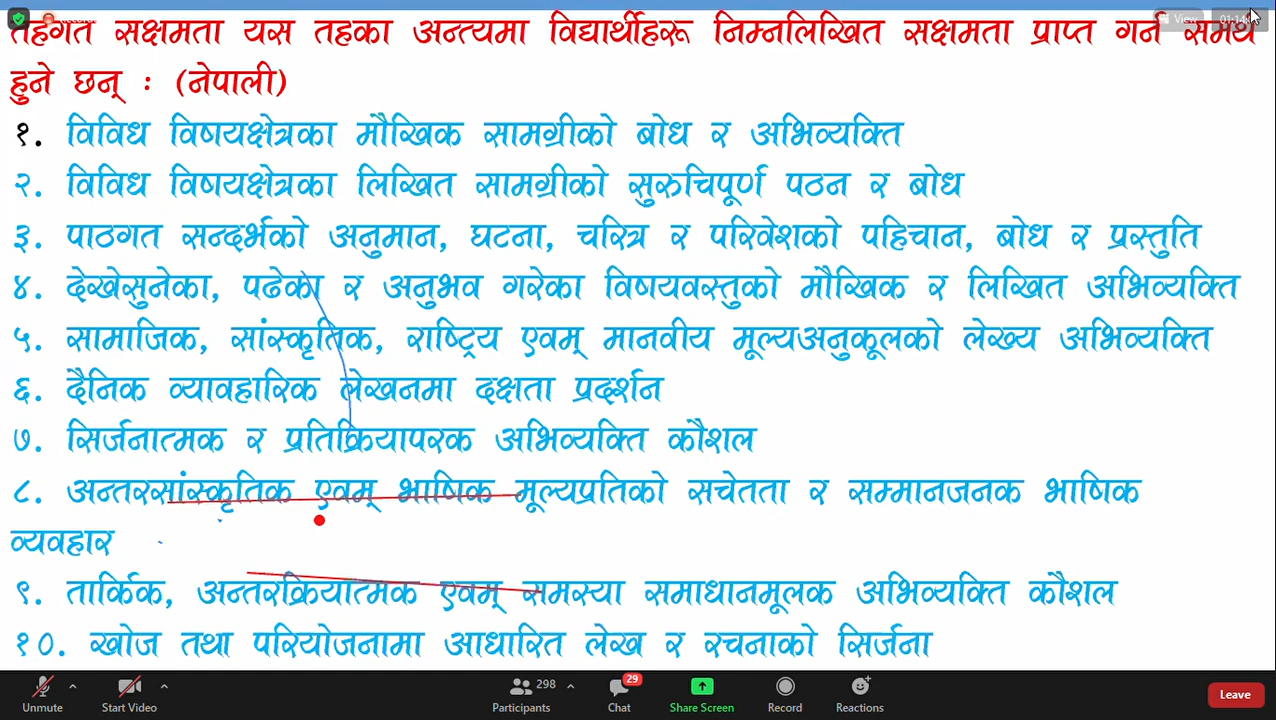 View
01:14
तहगत सक्षमता यस तहका अन्त्यमा विद्यार्थीहरू निम्नलिखित सक्षमता प्राप्त गर्न समर्थ
हुने छन् : (नेपाली)
१. विविध विषयक्षेत्रका मौखिक सामग्रीको बोध र अभिव्यक्ति
२. विविध विषयक्षेत्रका लिखित सामग्रीको सुरुचिपूर्ण पठन र बोध
३. पाठगत सन्दर्भको अनुमान, घटना, चरित्र र परिवेशको पहिचान, बोध र प्रस्तुति
४. देखेसुनेका, पढेका र अनुभव गरेका विषयवस्तुको मौखिक र लिखित अभिव्यक्ति
५. सामाजिक, सांस्कृतिक, राष्ट्रिय एवम् मानवीय मूल्यअनुकूलको लेख्य अभिव्यक्ति
६. दैनिक व्यावहारिक लेखनमा दक्षता प्रदर्शन
७. सिर्जनात्मक र प्रतिक्रियापरक अभिव्यक्ति कौशल
८. अन्तरसांस्कृतिक एवम् भाषिक मूल्यप्रतिको सचेतता र सम्मानजनक भाषिक
व्यवहार
९. तार्किक, अन्तरक्रियात्मक एवम् समस्या समाधानमूलक अभिव्यक्ति कौशल
१०. खोज तथा परियोजनामा आधारित लेख र रचनाको सिर्जना
298 29
Unmute Start Video Participants Chat Share Screen Record Reactions Leave